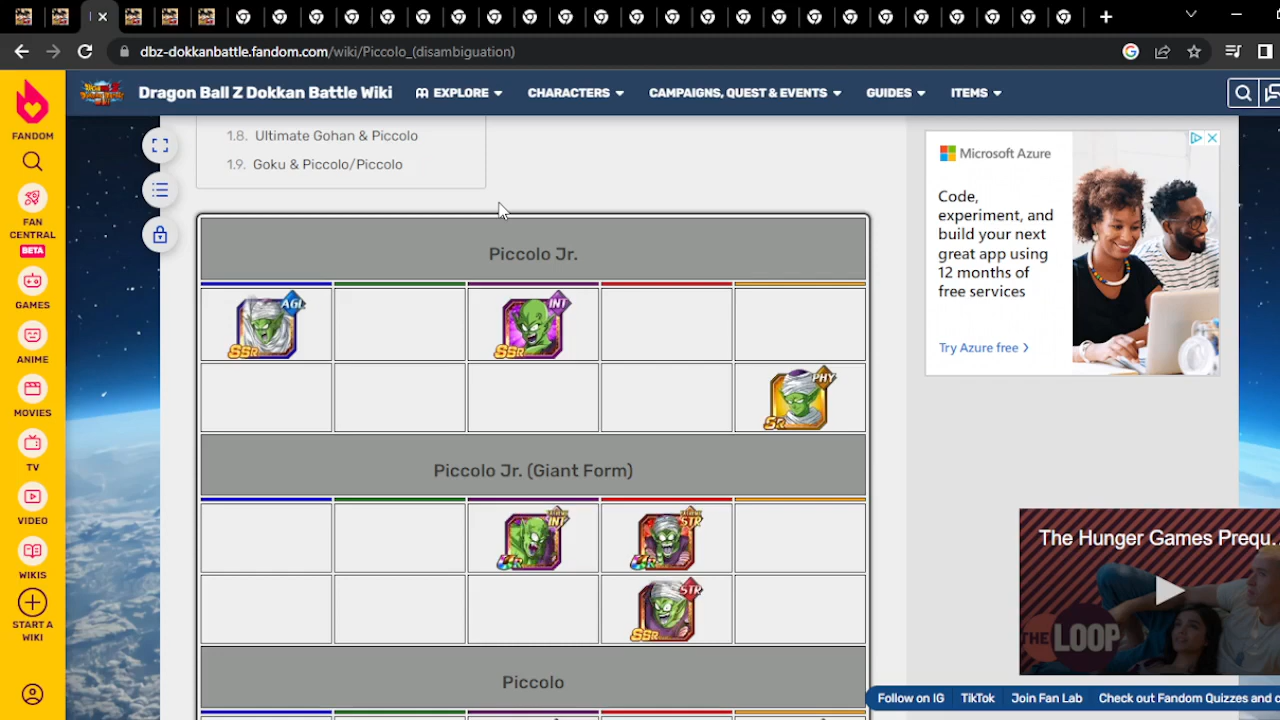 dbz-dokkanbattle.fandom.com/wiki/Piccolo_(disambiguation)
Dragon Ball Z Dokkan Battle Wiki
EXPLORE
CHARACTERS
CAMPAIGNS, QUEST & EVENTS
GUIDES
ITEMS
FANDOM
FAN
CENTRAL
BETA
GAMES
ANIME
MOVIES
TV
VIDEO
WIKIS
START A
WIKI
1.8. Ultimate Gohan & Piccolo
1.9. Goku & Piccolo/Piccolo
Piccolo Jr.
AGL
SSR
INT
SSR
PHY
SR
Piccolo Jr. (Giant Form)
EXTREME
INT
UR
EXTREME
STR
UR
STR
SSR
Piccolo
Microsoft Azure
Code,
experiment, and
build your next
great app using
12 months of
free services
Try Azure free >
The Hunger Games Prequ...
THE LOOP
Follow on IG
TikTok
Join Fan Lab
Check out Fandom Quizzes and c